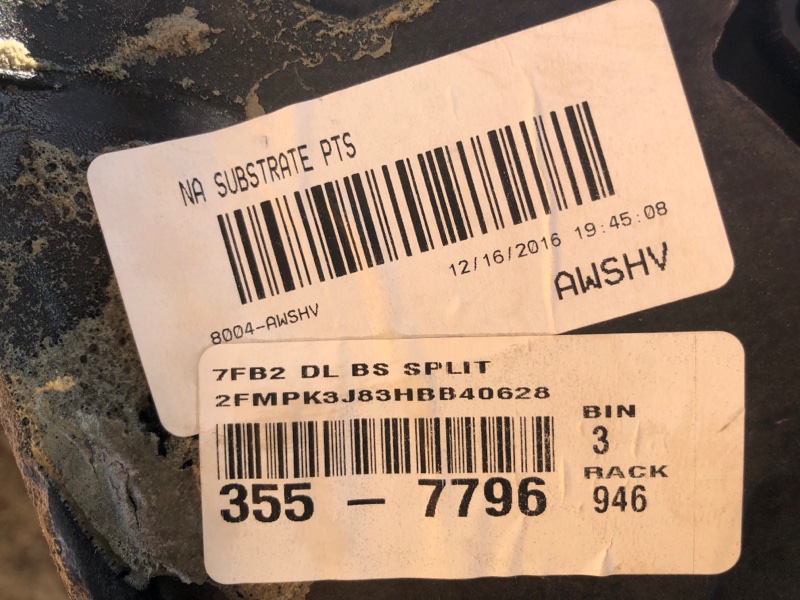 NA SUBSTRATE PTS
12/16/2016 19:45:08
8004-AWSHV
AWSHV
7FB2 DL BS SPLIT
2FMPK3J83HBB40628
BIN
3
RACK
946
355 - 7796